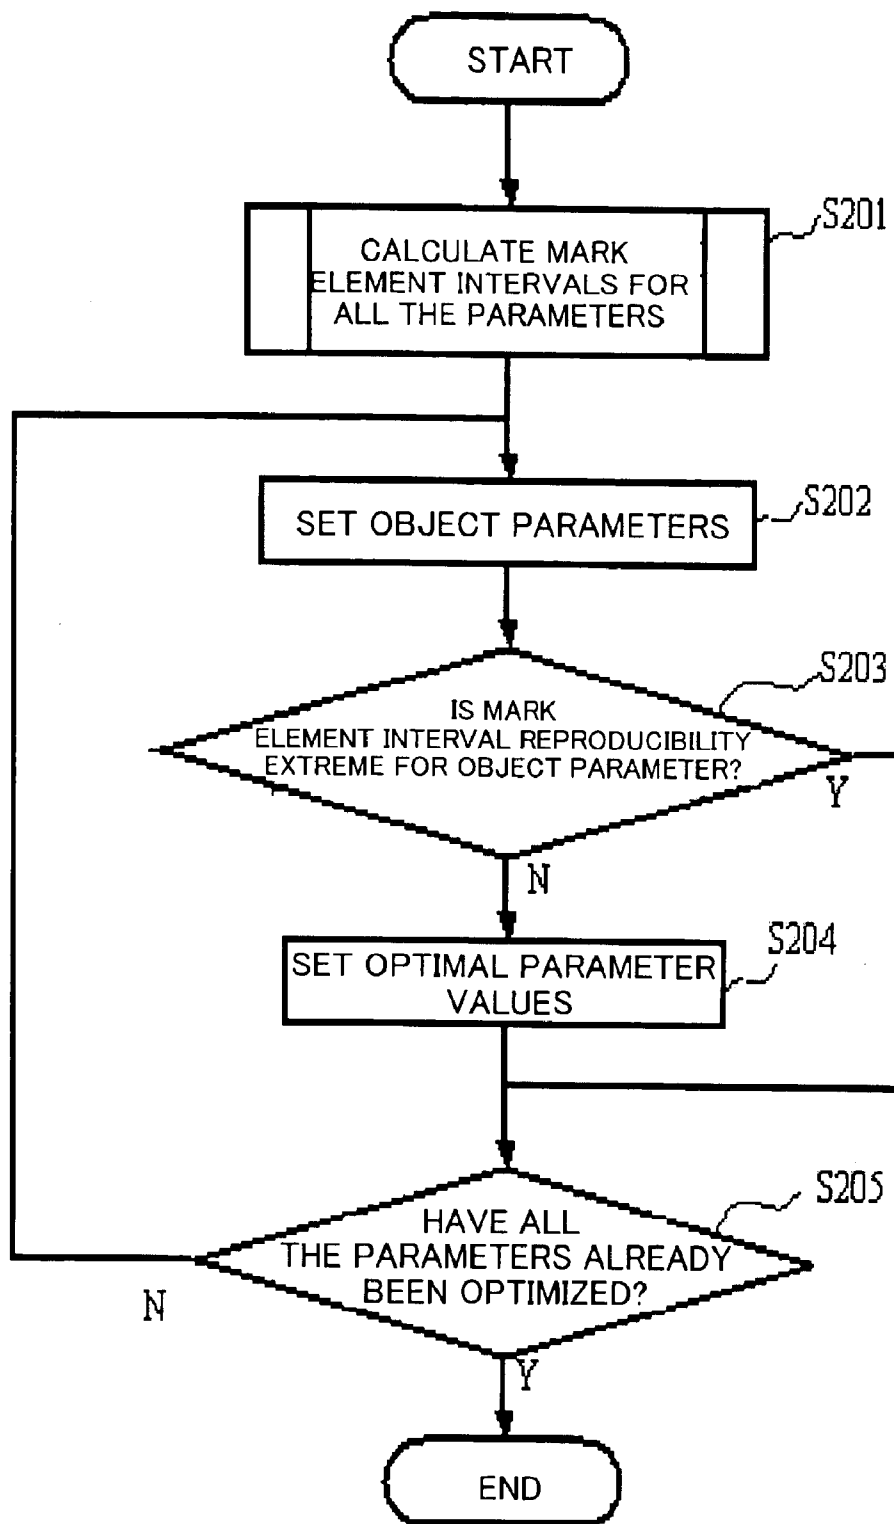 START
S201
CALCULATE MARK
ELEMENT INTERVALS FOR
ALL THE PARAMETERS
S202
SET OBJECT PARAMETERS
S203
IS MARK
ELEMENT INTERVAL REPRODUCIBILITY
EXTREME FOR OBJECT PARAMETER?
Y
N
S204
SET OPTIMAL PARAMETER
VALUES
S205
HAVE ALL
THE PARAMETERS ALREADY
BEEN OPTIMIZED?
N
Y
END